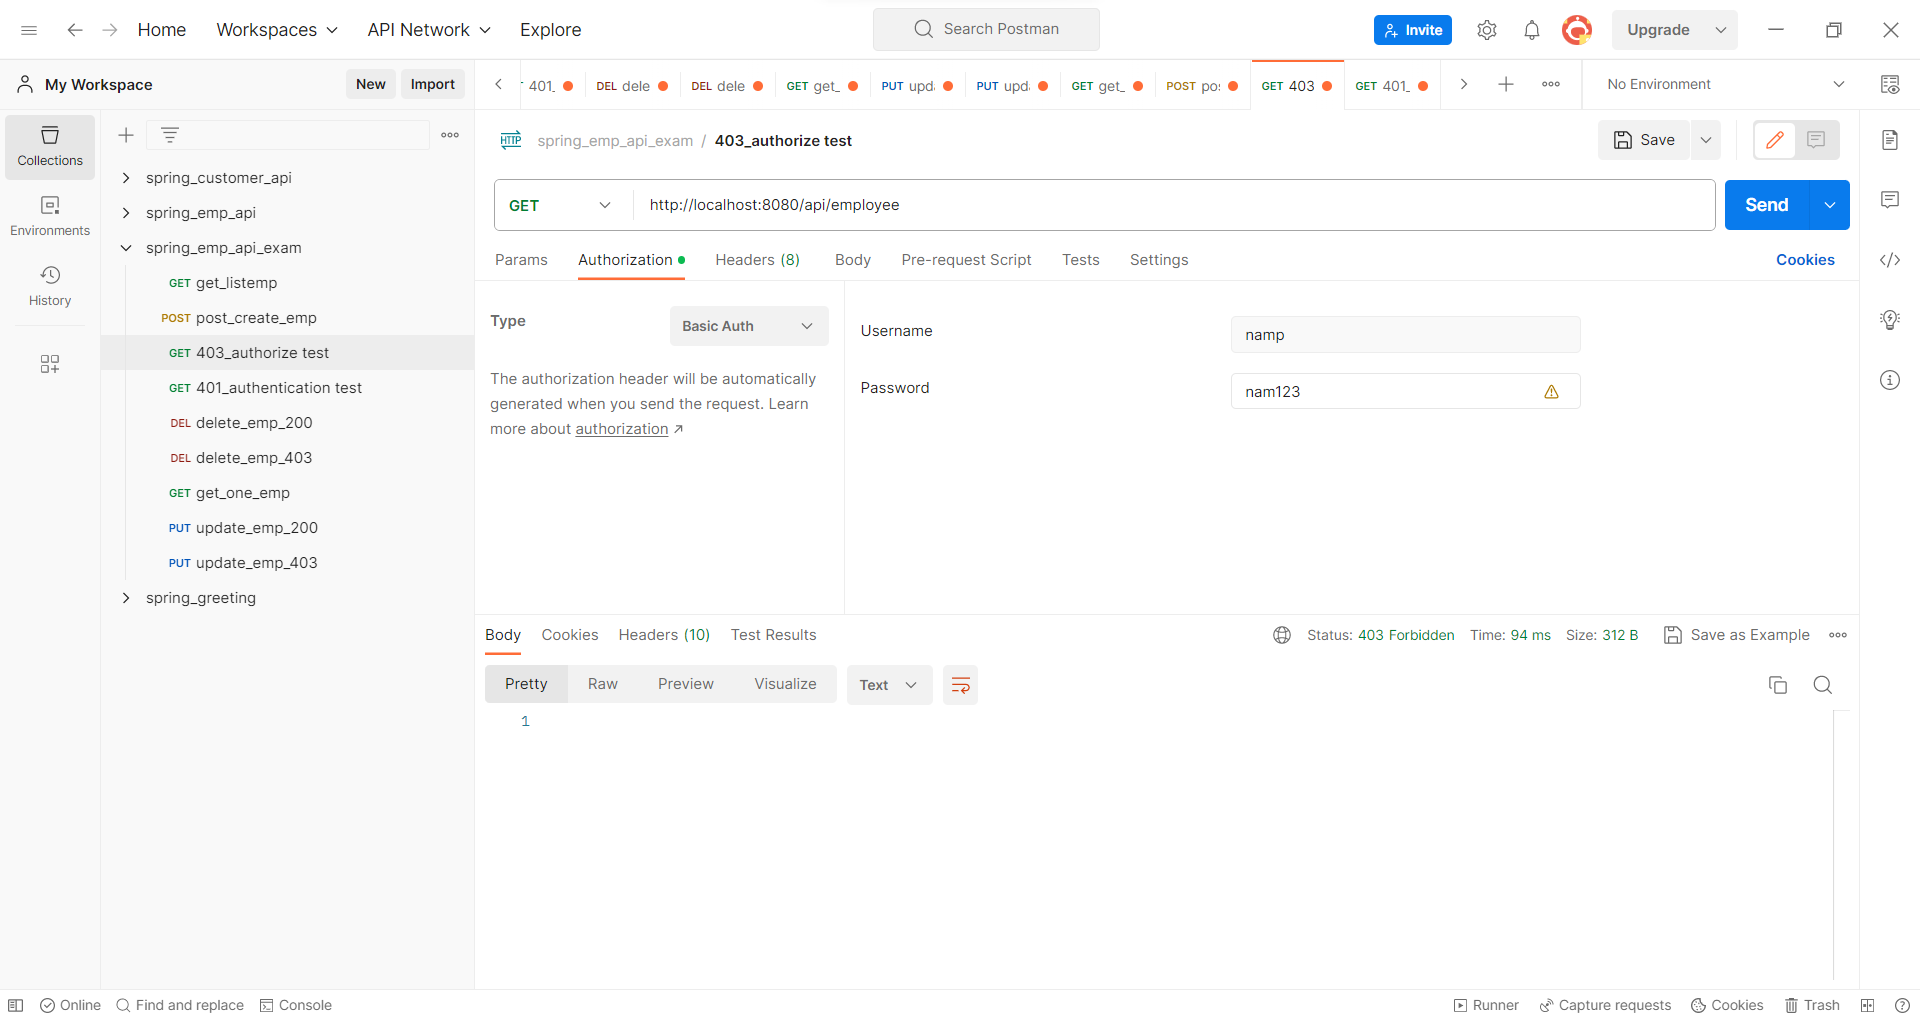 Home Workspaces API Network Explore Search Postman Invite Upgrade
My Workspace New Import 401_ DEL dele DEL dele GET get_ PUT upd PUT upd GET get_ POST po GET 403 GET 401_ No Environment
Collections
Environments
History
spring_customer_api
spring_emp_api
spring_emp_api_exam
GET get_listemp
POST post_create_emp
GET 403_authorize test
GET 401_authentication test
DEL delete_emp_200
DEL delete_emp_403
GET get_one_emp
PUT update_emp_200
PUT update_emp_403
spring_greeting
HTTP spring_emp_api_exam / 403_authorize test Save
GET http://localhost:8080/api/employee Send
Params Authorization Headers (8) Body Pre-request Script Tests Settings Cookies
Type Basic Auth
The authorization header will be automatically
generated when you send the request. Learn
more about authorization ↗
Username namp
Password nam123
Body Cookies Headers (10) Test Results Status: 403 Forbidden Time: 94 ms Size: 312 B Save as Example
Pretty Raw Preview Visualize Text
1
Online Find and replace Console Runner Capture requests Cookies Trash